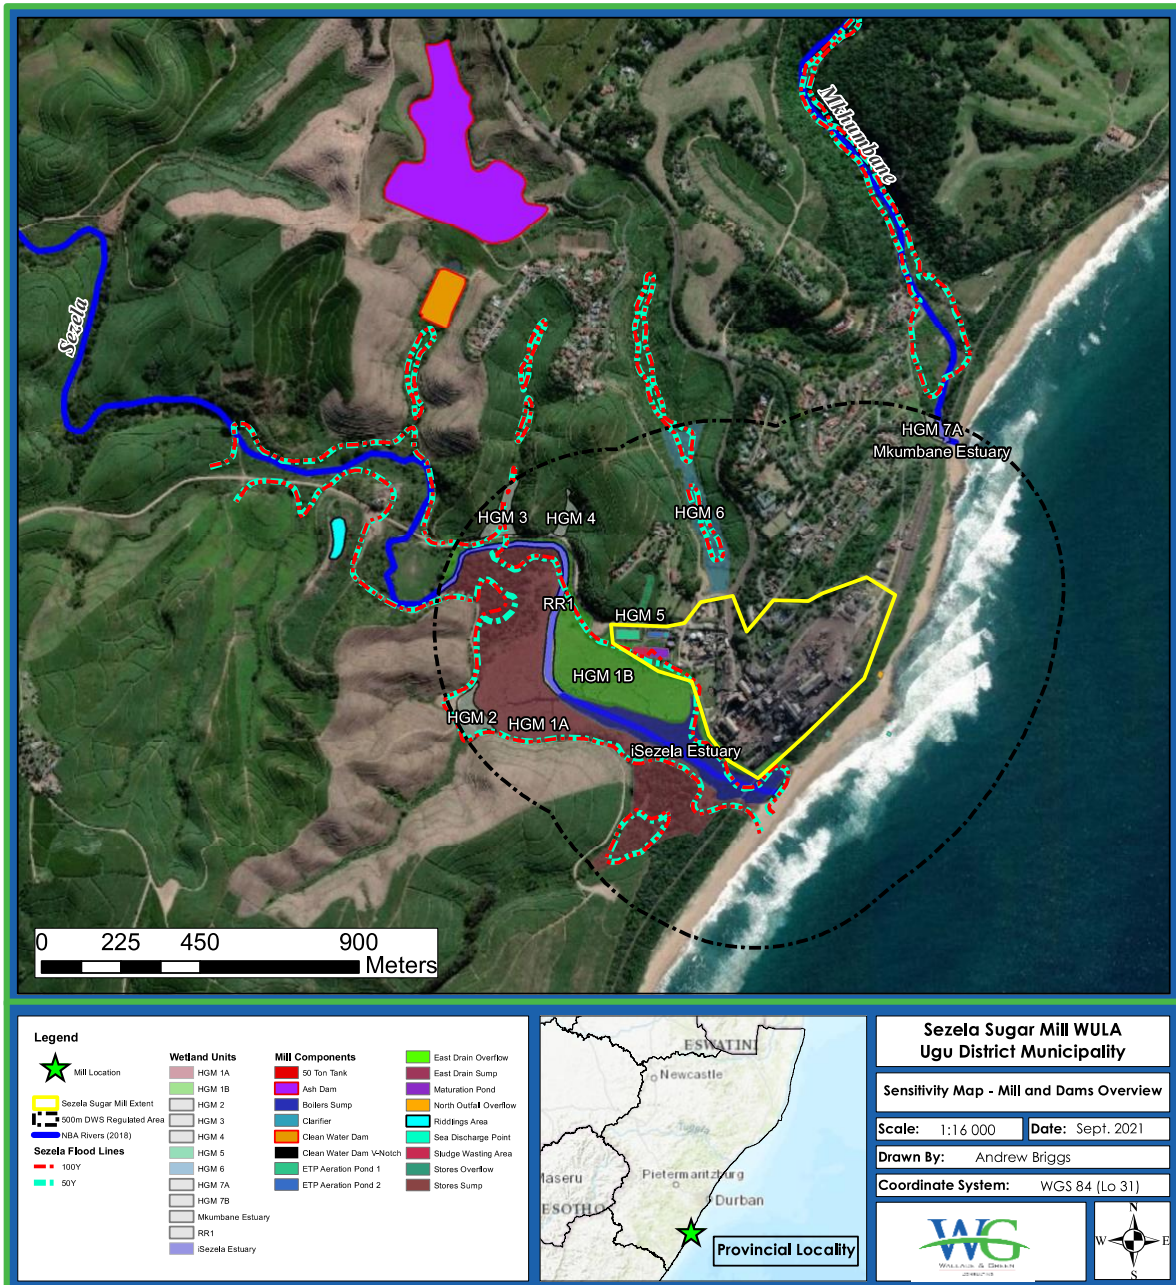 Mkhumbane
Sezela
HGM 7A
Mkumbane Estuary
HGM 3
HGM 4
HGM 6
RR1
HGM 5
HGM 1B
HGM 2
HGM 1A
iSezela Estuary
0 225 450 900
Meters
Legend
Mill Location
Sezela Sugar Mill Extent
500m DWS Regulated Area
NBA Rivers (2018)
Sezela Flood Lines
100Y
50Y
Wetland Units
HGM 1A
HGM 1B
HGM 2
HGM 3
HGM 4
HGM 5
HGM 6
HGM 7A
HGM 7B
Mkumbane Estuary
RR1
iSezela Estuary
Mill Components
50 Ton Tank
Ash Dam
Boilers Sump
Clarifier
Clean Water Dam
Clean Water Dam V-Notch
ETP Aeration Pond 1
ETP Aeration Pond 2
East Drain Overflow
East Drain Sump
Maturation Pond
North Outfall Overflow
Riddlings Area
Sea Discharge Point
Sludge Wasting Area
Stores Overflow
Stores Sump
ESWATINI
Newcastle
Tugela
Pietermaritzburg
Maseru
Durban
ESOTHO
Provincial Locality
Sezela Sugar Mill WULA
Ugu District Municipality
Sensitivity Map - Mill and Dams Overview
Scale: 1:16 000
Date: Sept. 2021
Drawn By: Andrew Briggs
Coordinate System: WGS 84 (Lo 31)
WG
WALLACE & GREEN
N
W E
S